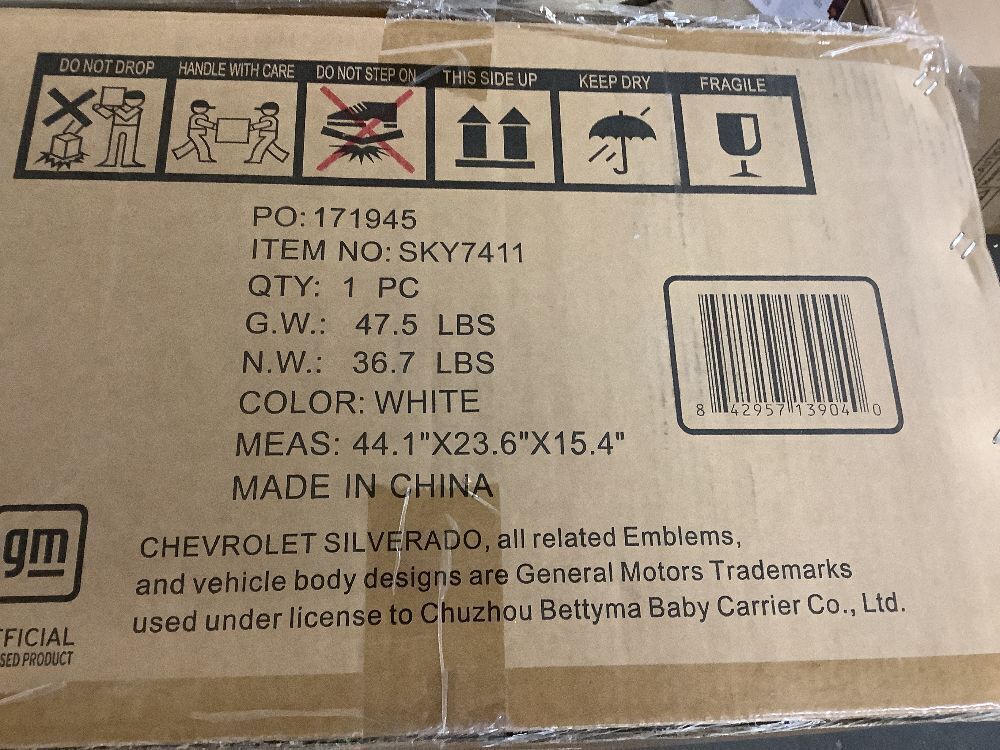 DO NOT DROP HANDLE WITH CARE DO NOT STEP ON THIS SIDE UP KEEP DRY FRAGILE
PO: 171945
ITEM NO: SKY7411
QTY: 1 PC
G.W.: 47.5 LBS
N.W.: 36.7 LBS
COLOR: WHITE
MEAS: 44.1"X23.6"X15.4"
MADE IN CHINA
8 42957 13904 0
gm
FFICIAL
SED PRODUCT
CHEVROLET SILVERADO, all related Emblems,
and vehicle body designs are General Motors Trademarks
used under license to Chuzhou Bettyma Baby Carrier Co., Ltd.